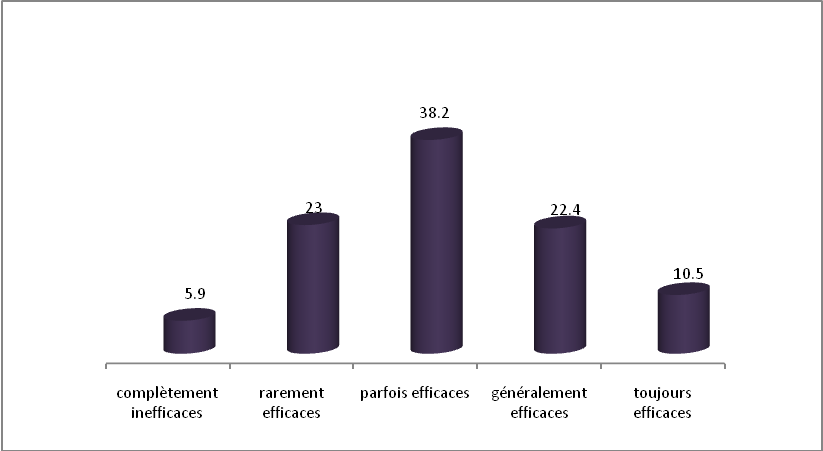 38.2
23
22.4
10.5
5.9
complètement
inefficaces
rarement
efficaces
parfois efficaces
généralement
efficaces
toujours
efficaces